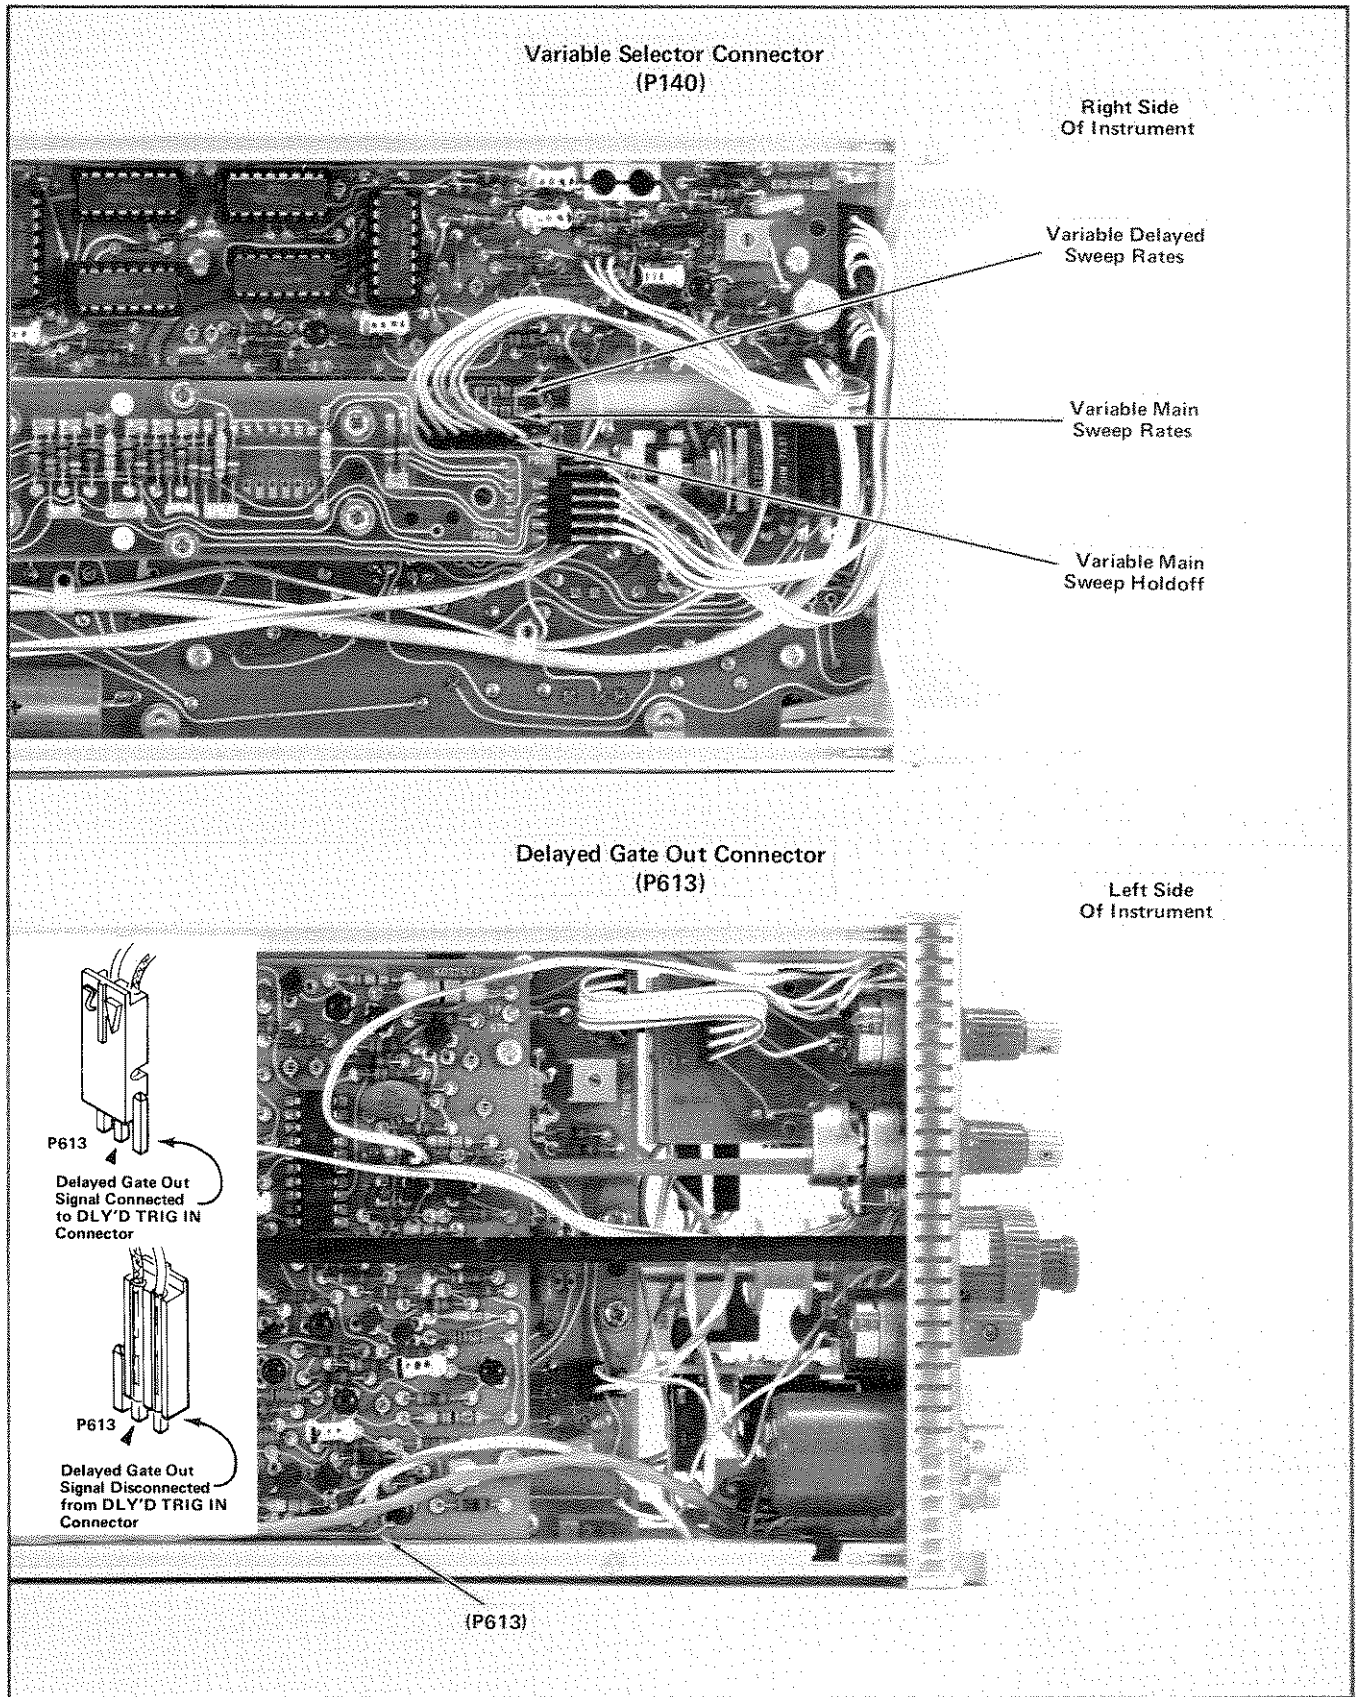 Variable Selector Connector
(P140)
Right Side
Of Instrument
Variable Delayed
Sweep Rates
Variable Main
Sweep Rates
Variable Main
Sweep Holdoff
Delayed Gate Out Connector
(P613)
Left Side
Of Instrument
P613
Delayed Gate Out
Signal Connected
to DLY'D TRIG IN
Connector
P613
Delayed Gate Out
Signal Disconnected
from DLY'D TRIG IN
Connector
(P613)